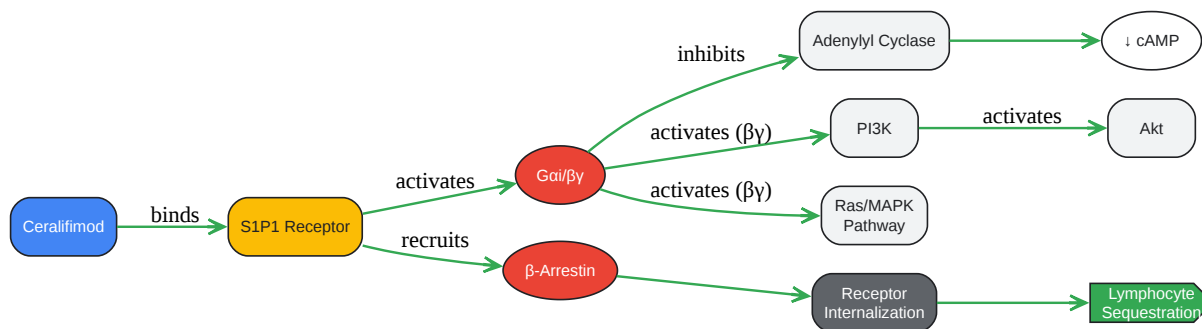 Adenylyl Cyclase
↓ cAMP
inhibits
activates (βγ)
PI3K
activates
Akt
Gαi/βγ
activates
activates (βγ)
Ras/MAPK
Pathway
Ceralifimod
binds
S1P1 Receptor
recruits
β-Arrestin
Receptor
Internalization
Lymphocyte
Sequestration